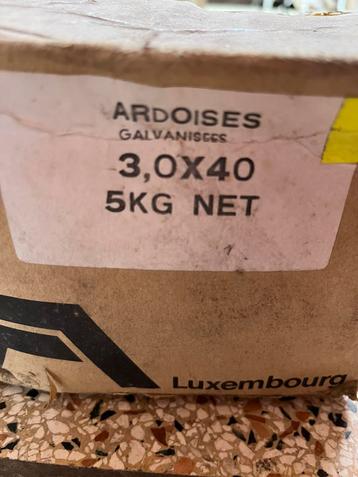 ARDOISES
GALVANISEES
3,0X40
5KG NET
Luxembourg